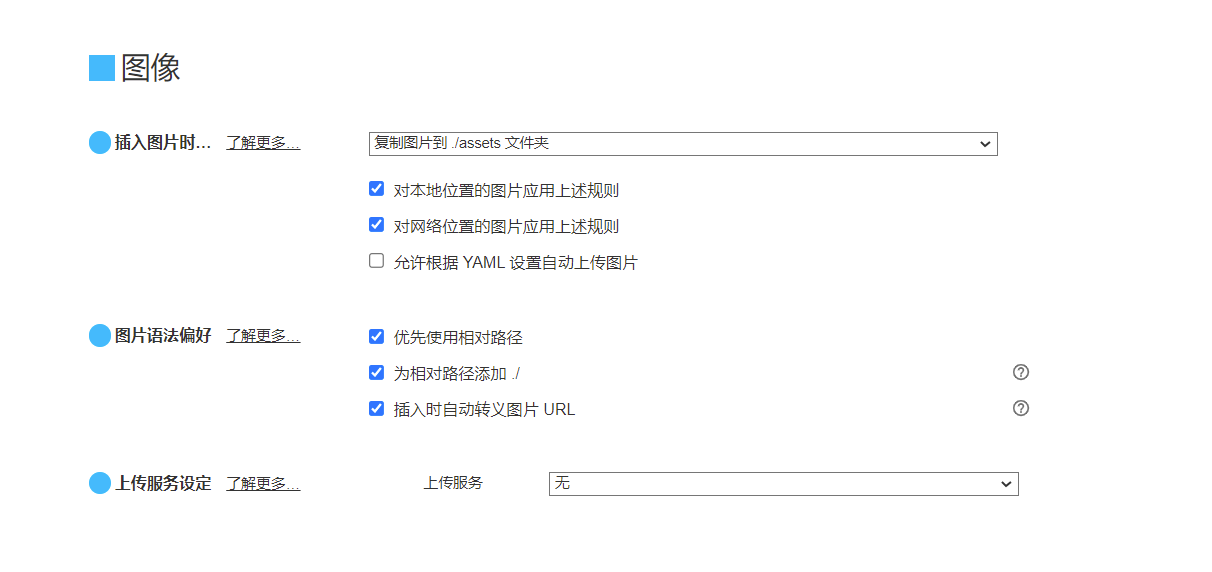 图像
插入图片时... 了解更多... 复制图片到 ./assets 文件夹
对本地位置的图片应用上述规则
对网络位置的图片应用上述规则
允许根据 YAML 设置自动上传图片
图片语法偏好 了解更多... 优先使用相对路径
为相对路径添加 ./
插入时自动转义图片 URL
上传服务设定 了解更多... 上传服务 无